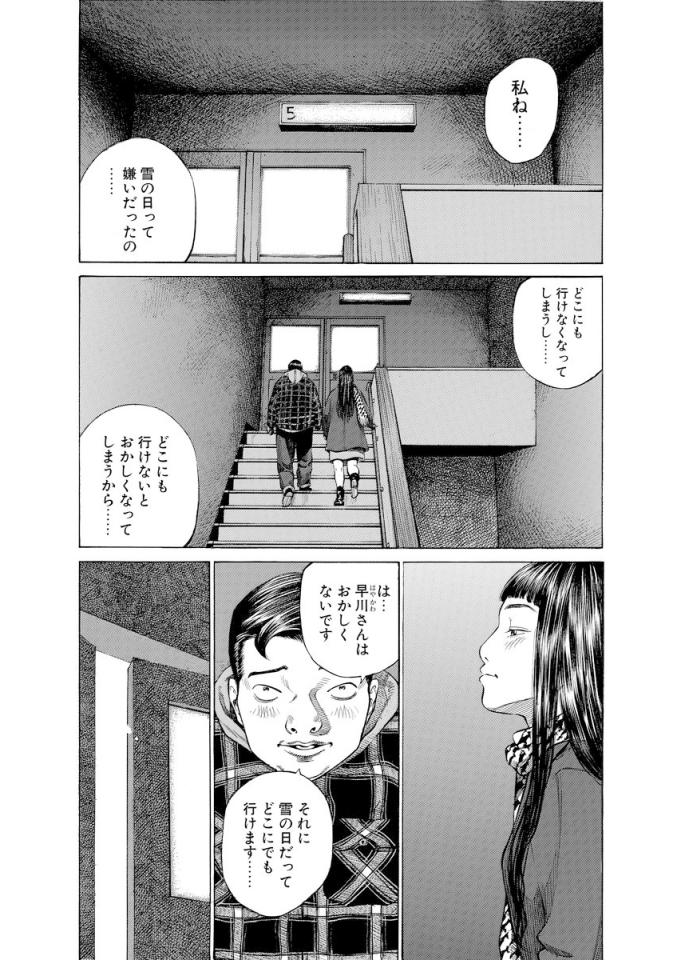 私ね……
5
雪の日って
嫌いだったの
……
どこにも
行けなくなって
しまうし……
どこにも
行けないと
おかしくなって
しまうから……
は…
早川さんは
はやかわ
おかしく
ないです
それに
雪の日だって
どこにでも
行けます……